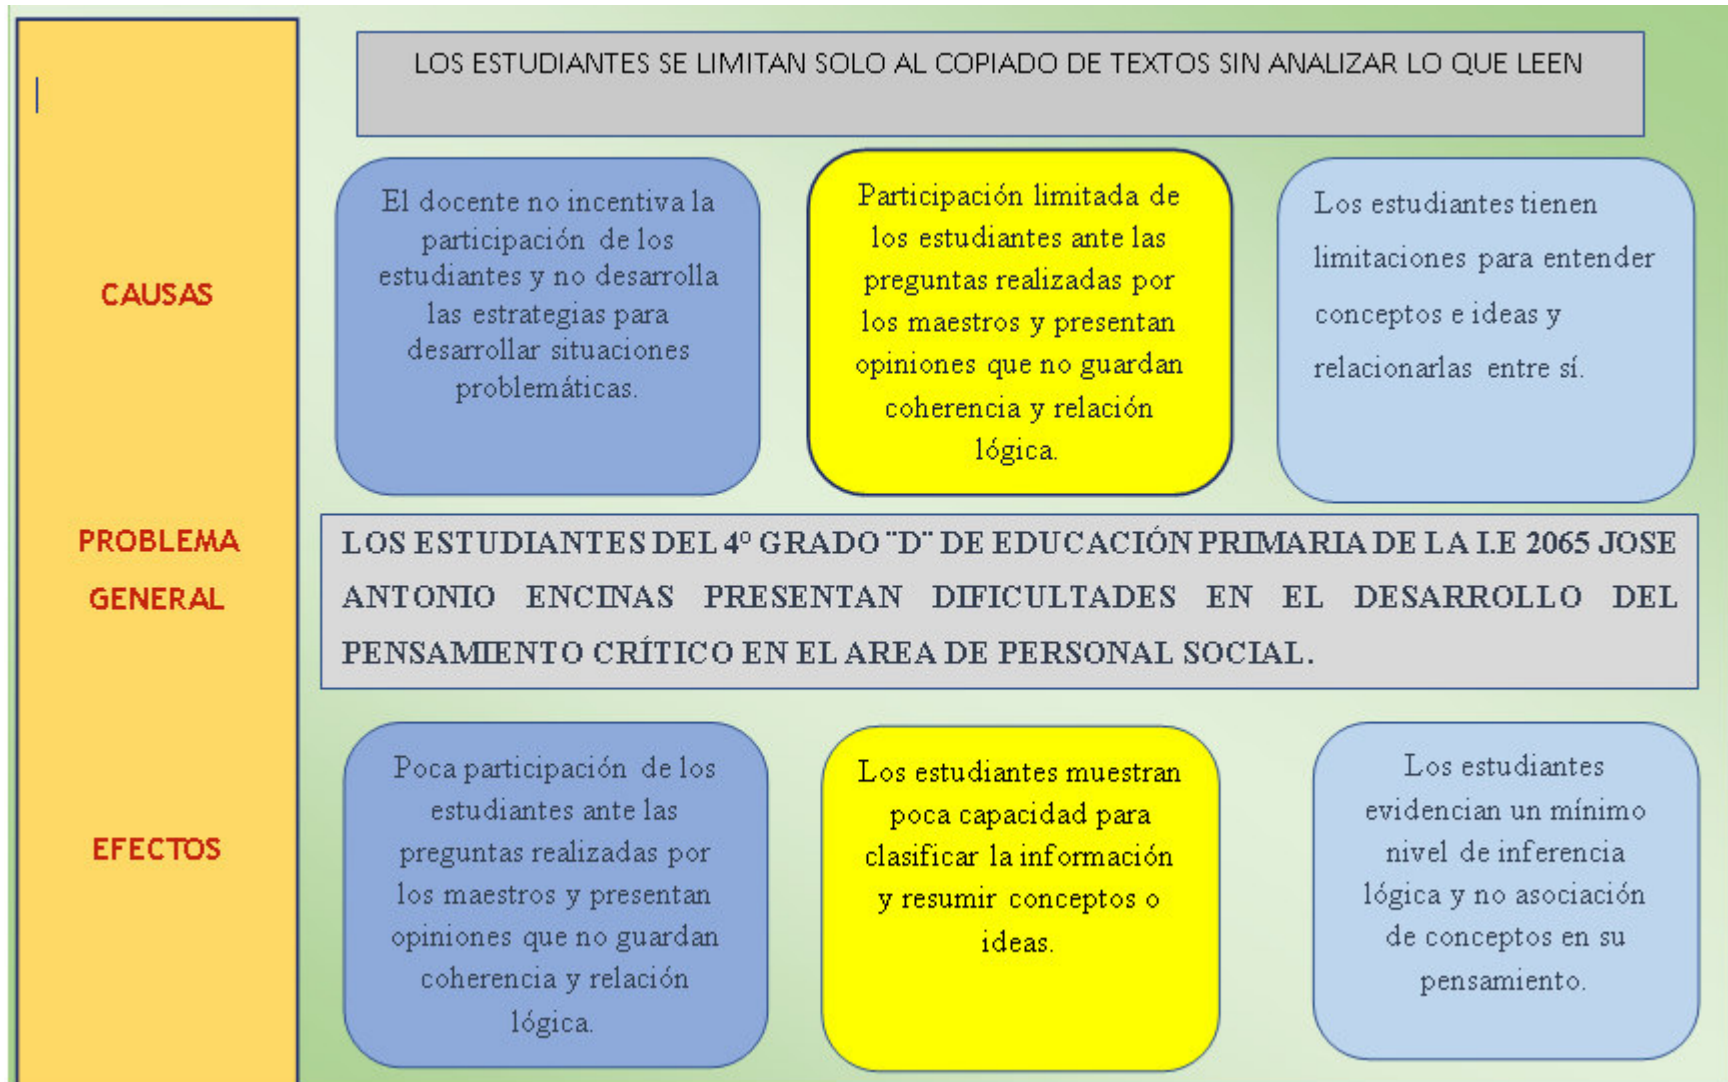 LOS ESTUDIANTES SE LIMITAN SOLO AL COPIADO DE TEXTOS SIN ANALIZAR LO QUE LEEN
CAUSAS
El docente no incentiva la
participación de los
estudiantes y no desarrolla
las estrategias para
desarrollar situaciones
problemáticas.
Participación limitada de
los estudiantes ante las
preguntas realizadas por
los maestros y presentan
opiniones que no guardan
coherencia y relación
lógica.
Los estudiantes tienen
limitaciones para entender
conceptos e ideas y
relacionarlas entre sí.
PROBLEMA
GENERAL
LOS ESTUDIANTES DEL 4º GRADO ¨D¨ DE EDUCACIÓN PRIMARIA DE LA I.E 2065 JOSE
ANTONIO ENCINAS PRESENTAN DIFICULTADES EN EL DESARROLLO DEL
PENSAMIENTO CRÍTICO EN EL AREA DE PERSONAL SOCIAL.
EFECTOS
Poca participación de los
estudiantes ante las
preguntas realizadas por
los maestros y presentan
opiniones que no guardan
coherencia y relación
lógica.
Los estudiantes muestran
poca capacidad para
clasificar la información
y resumir conceptos o
ideas.
Los estudiantes
evidencian un mínimo
nivel de inferencia
lógica y no asociación
de conceptos en su
pensamiento.